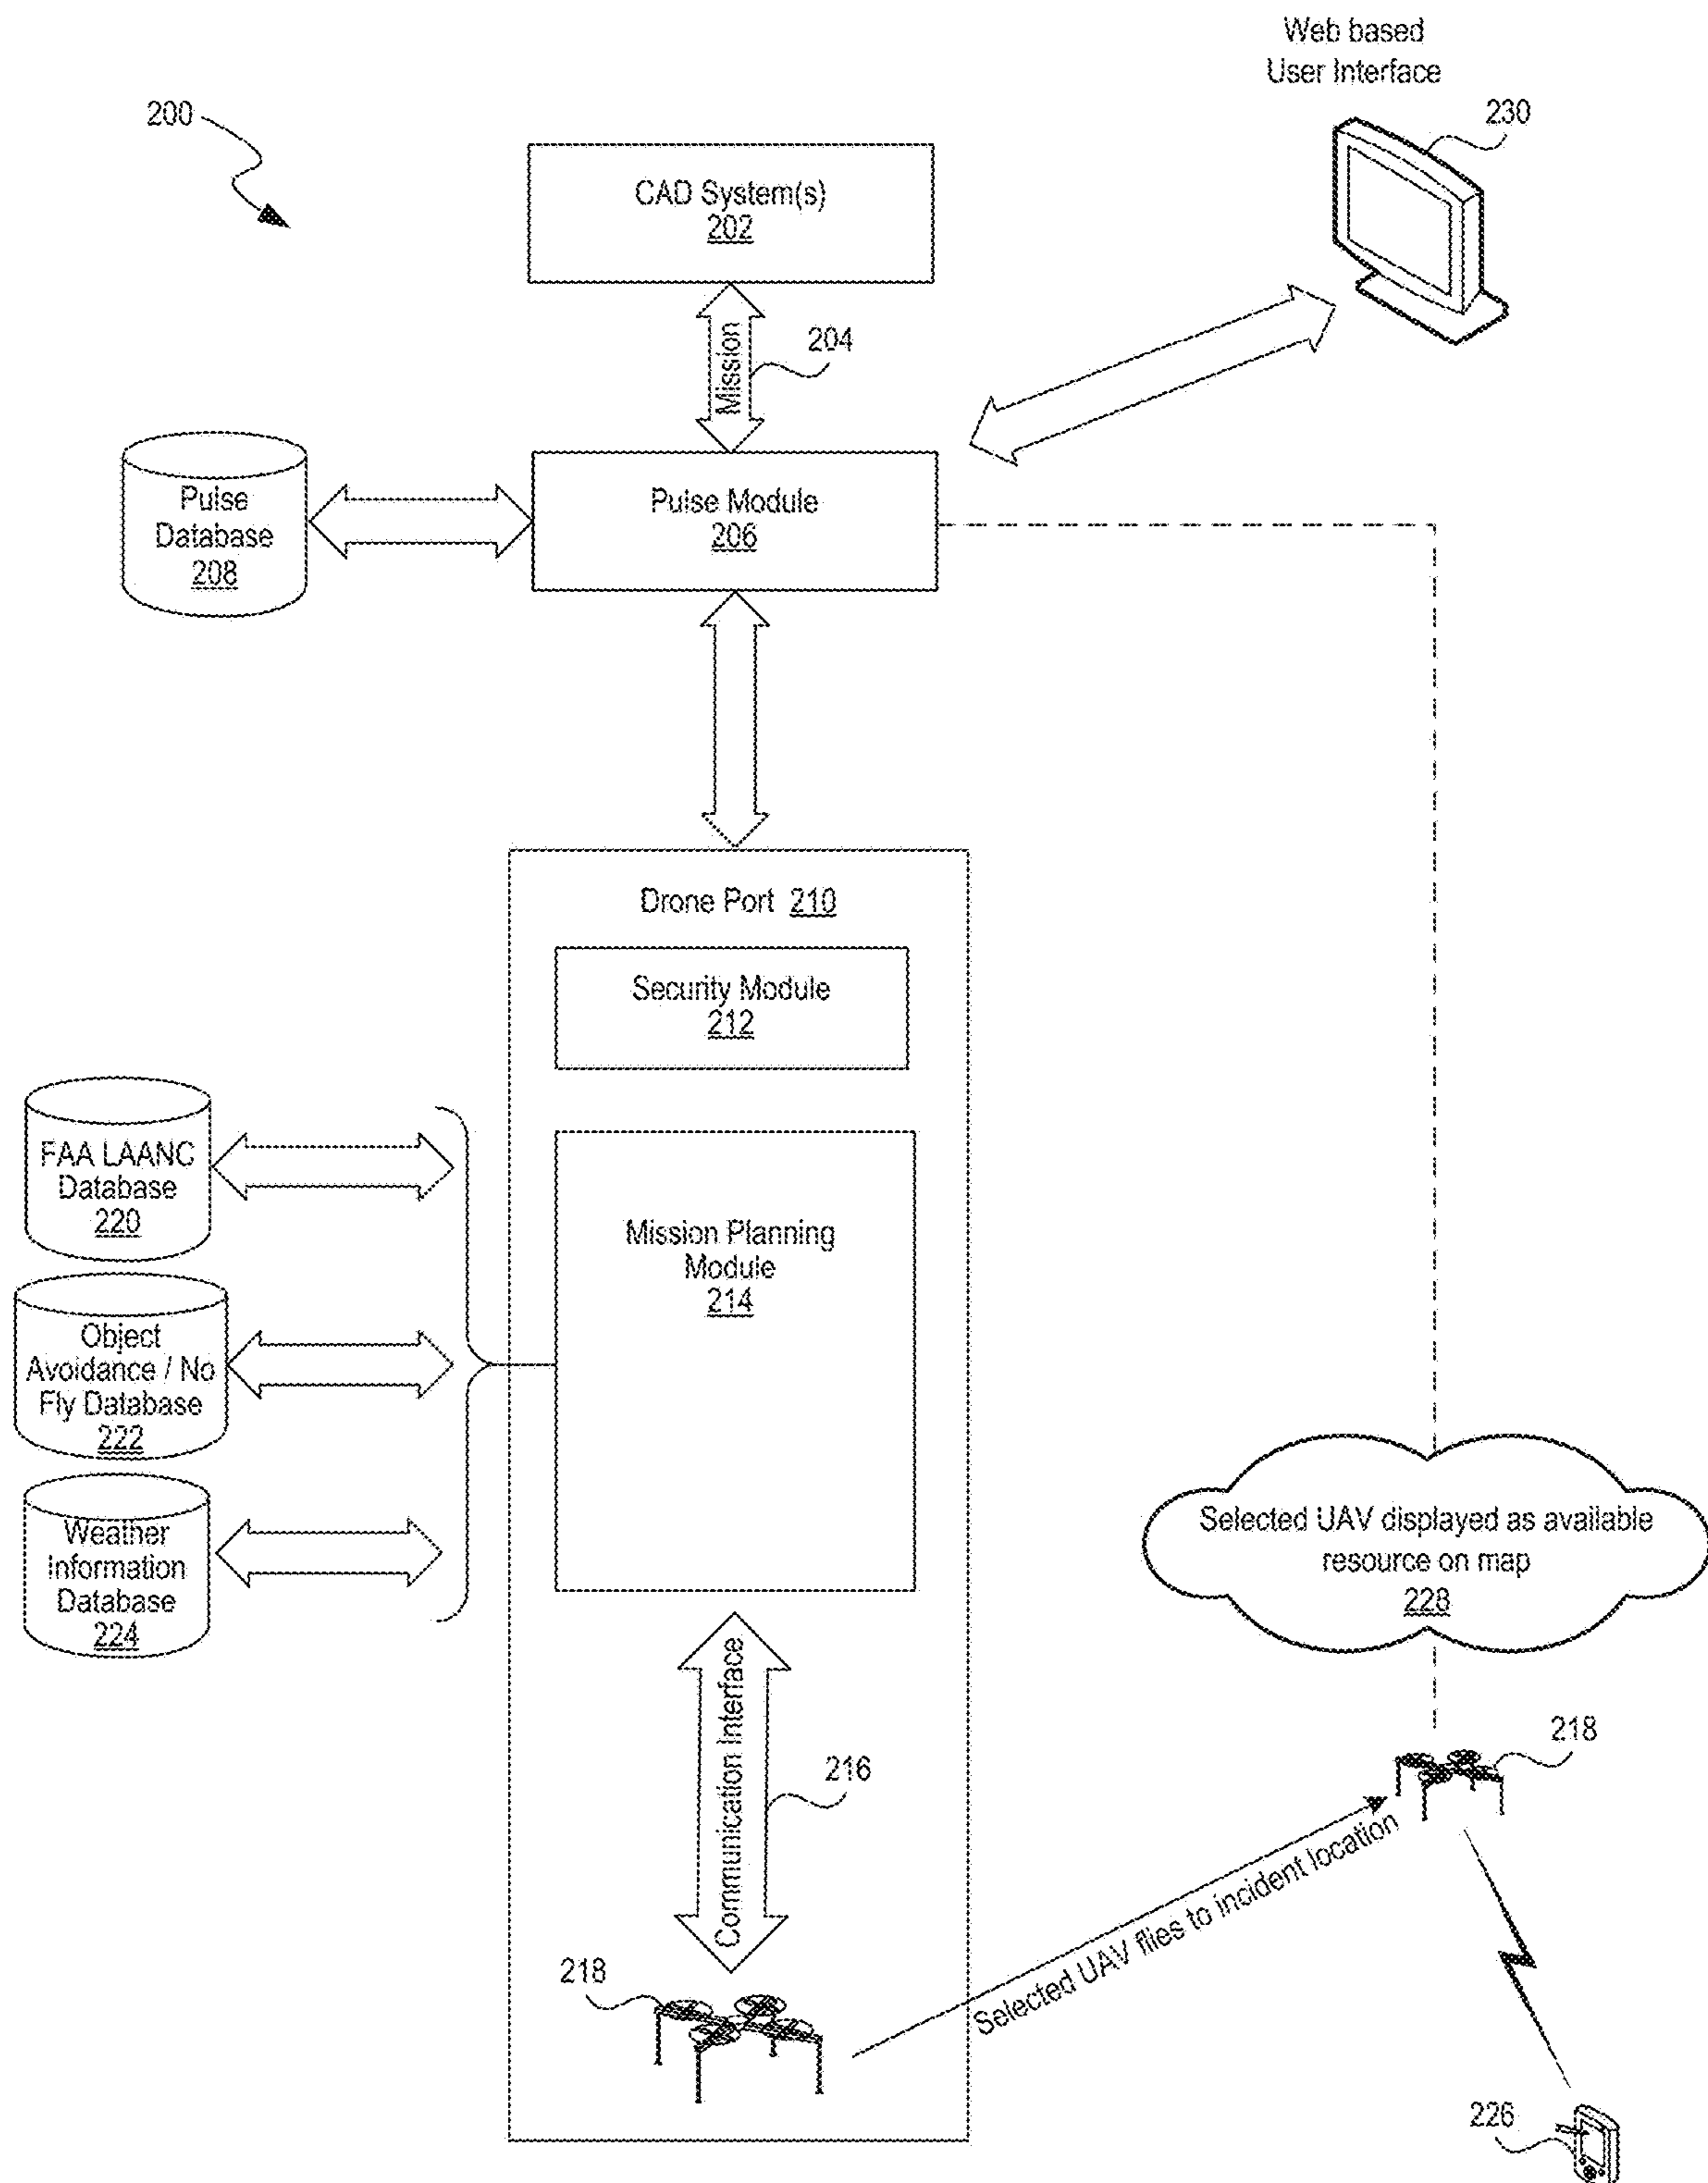 Web based
User Interface
230
200
CAD System(s)
202
Mission
204
Pulse Module
206
Pulse
Database
208
Drone Port 210
Security Module
212
FAA LAANC
Database
220
Mission Planning
Module
214
Object
Avoidance / No
Fly Database
222
Weather
Information
Database
224
Selected UAV displayed as available
resource on map
228
Communication Interface
216
218
218
Selected UAV flies to incident location
226